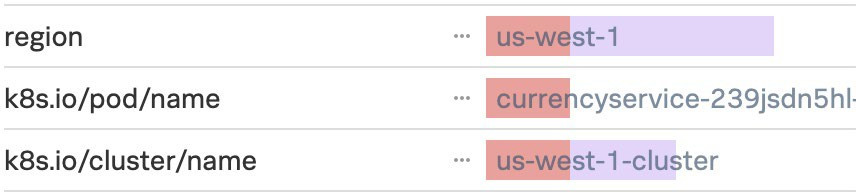 region ··· us-west-1
k8s.io/pod/name ··· currencyservice-239jsdn5hl-
k8s.io/cluster/name ··· us-west-1-cluster